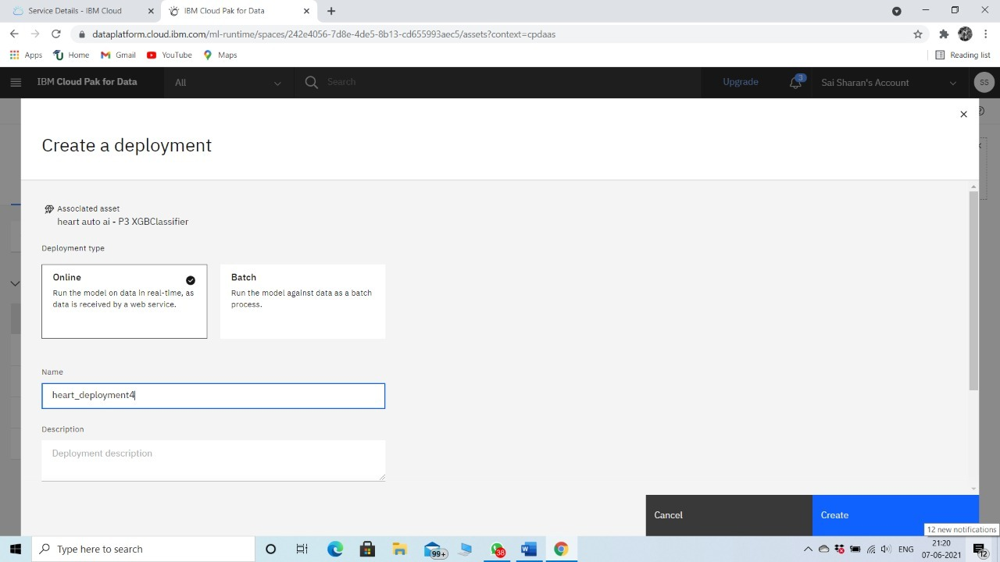 Service Details - IBM Cloud
IBM Cloud Pak for Data
dataplatform.cloud.ibm.com/ml-runtime/spaces/242e4056-7d8e-4de5-8b13-cd655993aec5/assets?context=cpdaas
Apps
Home
Gmail
YouTube
Maps
Reading list
IBM Cloud Pak for Data
All
Search
Upgrade
3
Sai Sharan's Account
SS
Create a deployment
Associated asset
heart auto ai - P3 XGBClassifier
Deployment type
Online
Run the model on data in real-time, as
data is received by a web service.
Batch
Run the model against data as a batch
process.
Name
heart_deployment4
Description
Deployment description
Cancel
Create
12 new notifications
Type here to search
99+
38
ENG
21:20
07-06-2021
12